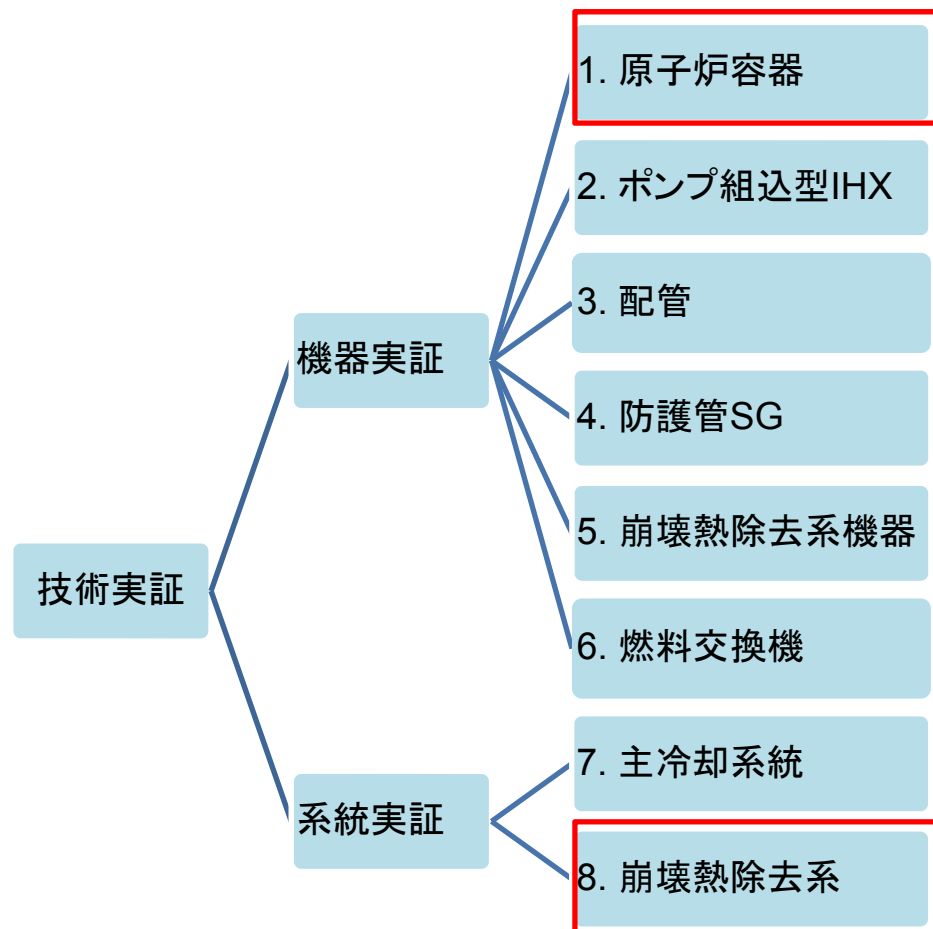 1. 原子炉容器
2. ポンプ組込型IHX
3. 配管
機器実証
4. 防護管SG
5. 崩壊熱除去系機器
技術実証
6. 燃料交換機
7. 主冷却系統
系統実証
8. 崩壊熱除去系